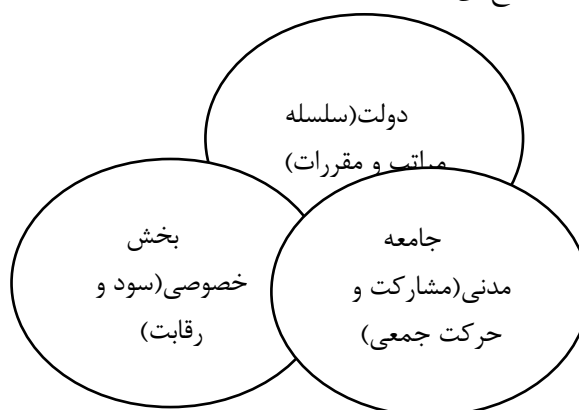 دولت(سلسله
مراتب و مقررات)
بخش
خصوصی(سود و
رقابت)
جامعه
مدنی(مشارکت و
حرکت جمعی)